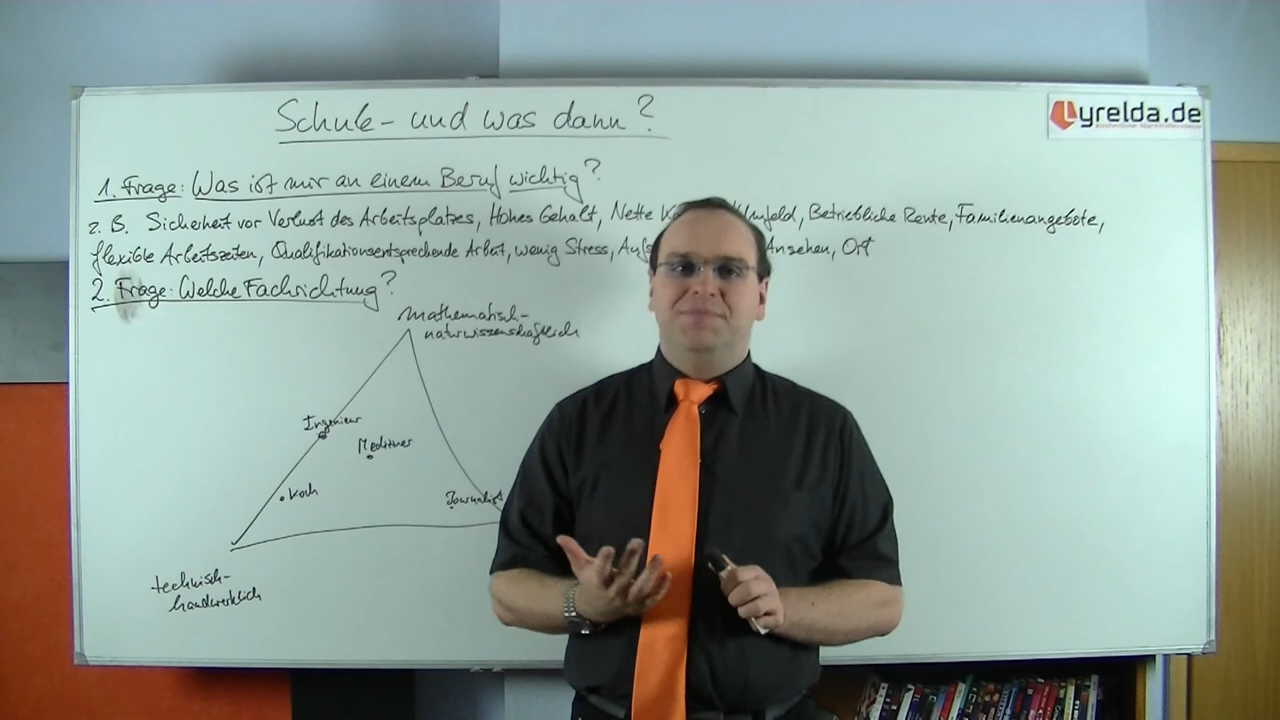 Schule - und was dann?
Lyrelda.de
1. Frage: Was ist mir an einem Beruf wichtig?
z. B. Sicherheit vor Verlust des Arbeitsplatzes, Hohes Gehalt, Nette Umfeld, Betriebliche Rente, Familienangebote,
flexible Arbeitszeiten, Qualifikationsentsprechende Arbeit, wenig Stress, Ansehen, Ort
2. Frage: Welche Fachrichtung?
mathematisch-
naturwissenschaftlich
Ingenieur
Mediziner
Koch
Journalist
technisch-
handwerklich